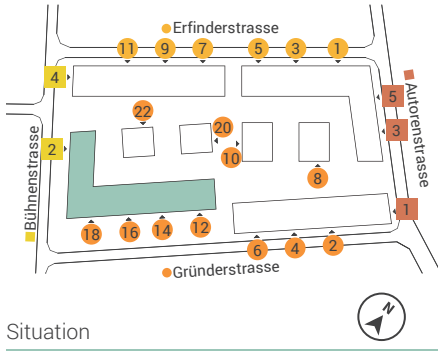 Erfinderstrasse
11 9 7 5 3 1
4
5
Autorenstrasse
22
20
3
2
10
8
Bühnenstrasse
1
18 16 14 12
6 4 2
Gründerstrasse
N
Situation